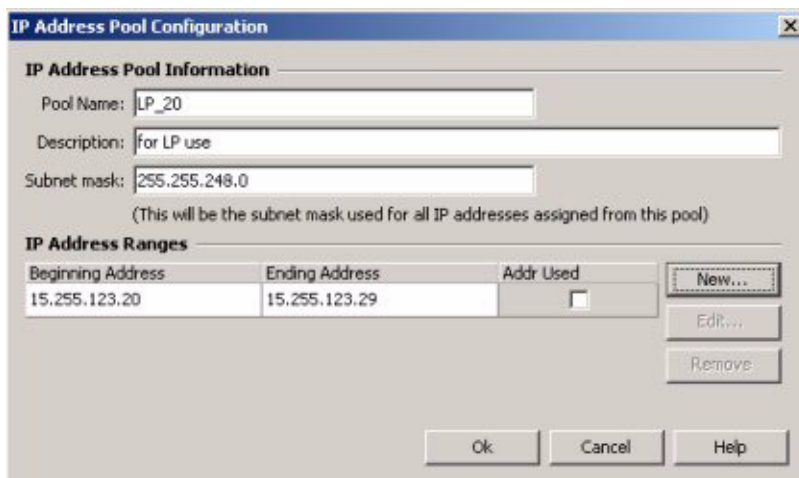 IP Address Pool Configuration
IP Address Pool Information
Pool Name: LP_20
Description: for LP use
Subnet mask: 255.255.248.0
(This will be the subnet mask used for all IP addresses assigned from this pool)
IP Address Ranges
Beginning Address Ending Address Addr Used
15.255.123.20 15.255.123.29
New...
Edit...
Remove
Ok Cancel Help